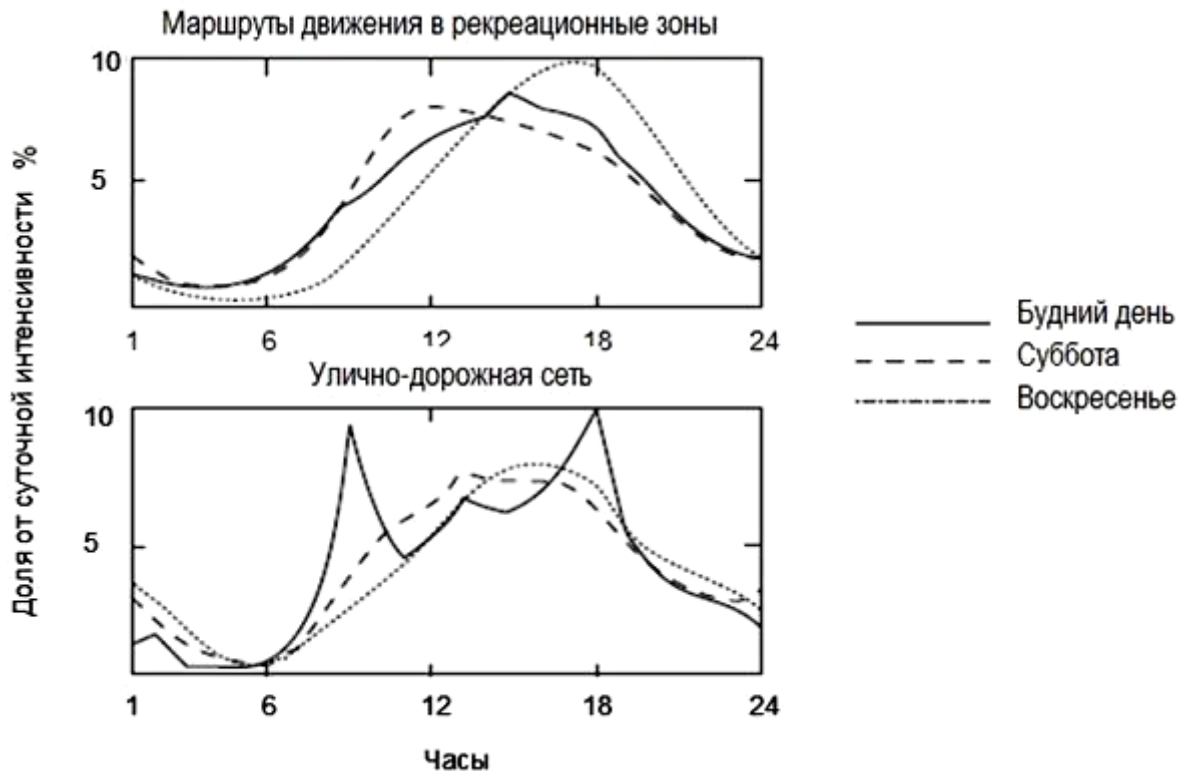 Маршруты движения в рекреационные зоны
10
5
1 6 12 18 24
Улично-дорожная сеть
10
5
1 6 12 18 24
Часы
Доля от суточной интенсивности %
Будний день
Суббота
Воскресенье